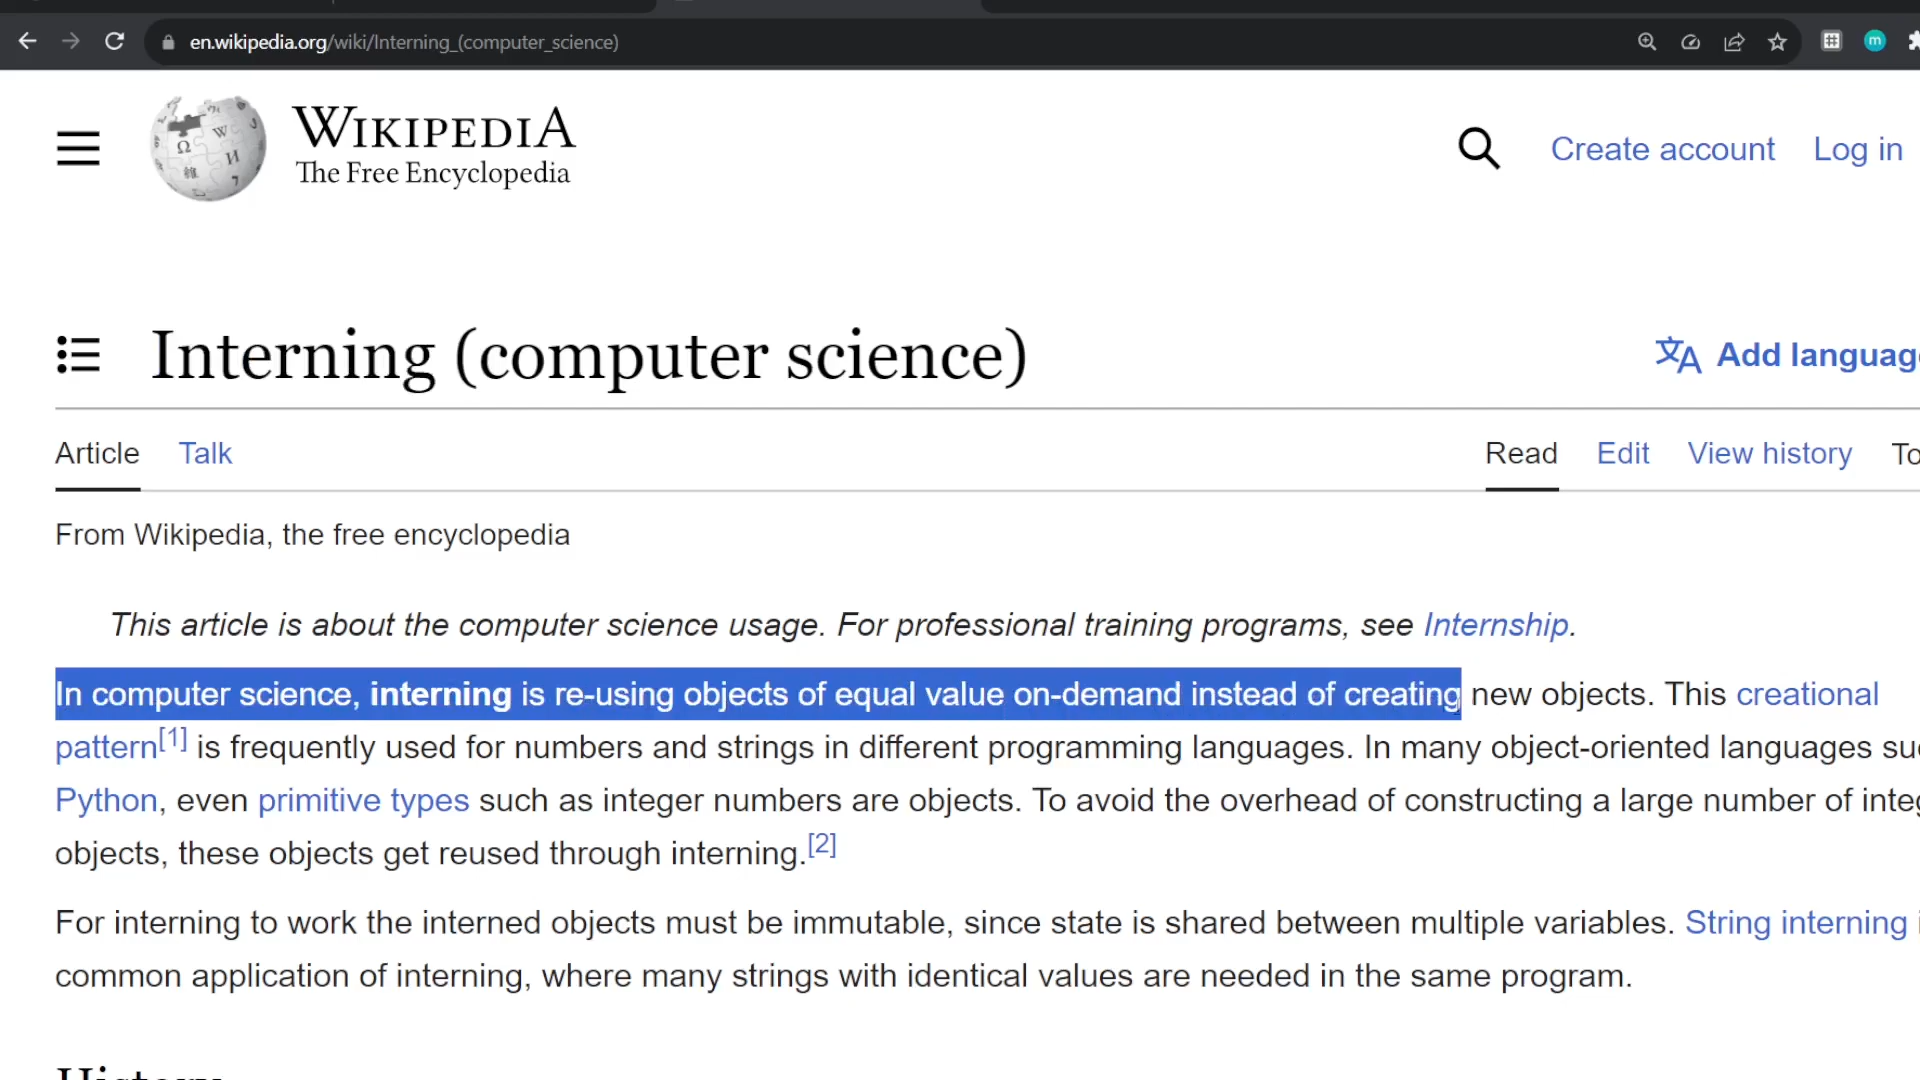 en.wikipedia.org/wiki/Interning_(computer_science)
m
WIKIPEDIA
The Free Encyclopedia
Create account Log in
Interning (computer science)
Add languag
Article Talk
Read Edit View history To
From Wikipedia, the free encyclopedia
This article is about the computer science usage. For professional training programs, see Internship.
In computer science, interning is re-using objects of equal value on-demand instead of creating new objects. This creational
pattern[1] is frequently used for numbers and strings in different programming languages. In many object-oriented languages su
Python, even primitive types such as integer numbers are objects. To avoid the overhead of constructing a large number of integ
objects, these objects get reused through interning.[2]
For interning to work the interned objects must be immutable, since state is shared between multiple variables. String interning i
common application of interning, where many strings with identical values are needed in the same program.
History